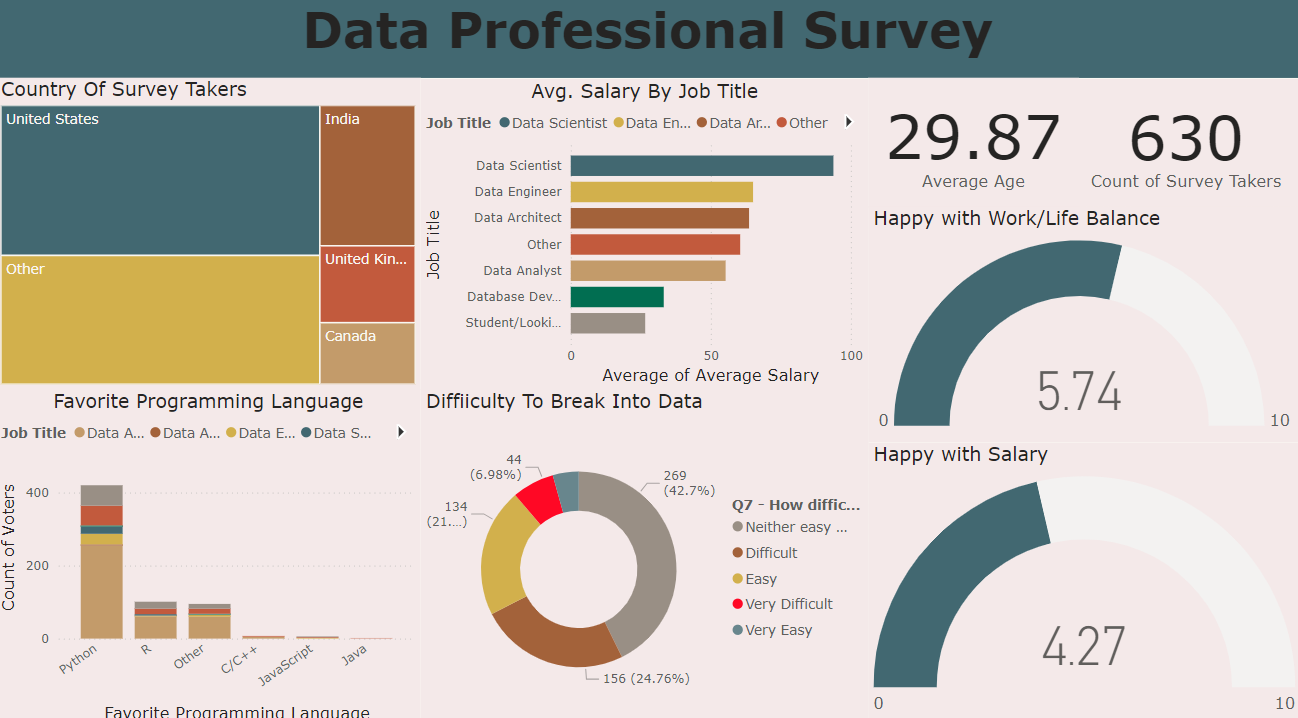 Data Professional Survey
Country Of Survey Takers
United States
India
Other
United Kin...
Canada
Avg. Salary By Job Title
Job Title Data Scientist Data En... Data Ar... Other
Job Title
Data Scientist
Data Engineer
Data Architect
Other
Data Analyst
Database Dev...
Student/Looki...
0 50 100
Average of Average Salary
29.87
Average Age
630
Count of Survey Takers
Happy with Work/Life Balance
5.74
0 10
Favorite Programming Language
Job Title Data A... Data A... Data E... Data S...
Count of Voters
400
200
0
Python
R
Other
C/C++
JavaScript
Java
Favorite Programming Language
Diffiiculty To Break Into Data
44
(6.98%)
269
(42.7%)
134
(21....)
156 (24.76%)
Q7 - How diffic...
Neither easy ...
Difficult
Easy
Very Difficult
Very Easy
Happy with Salary
4.27
0 10